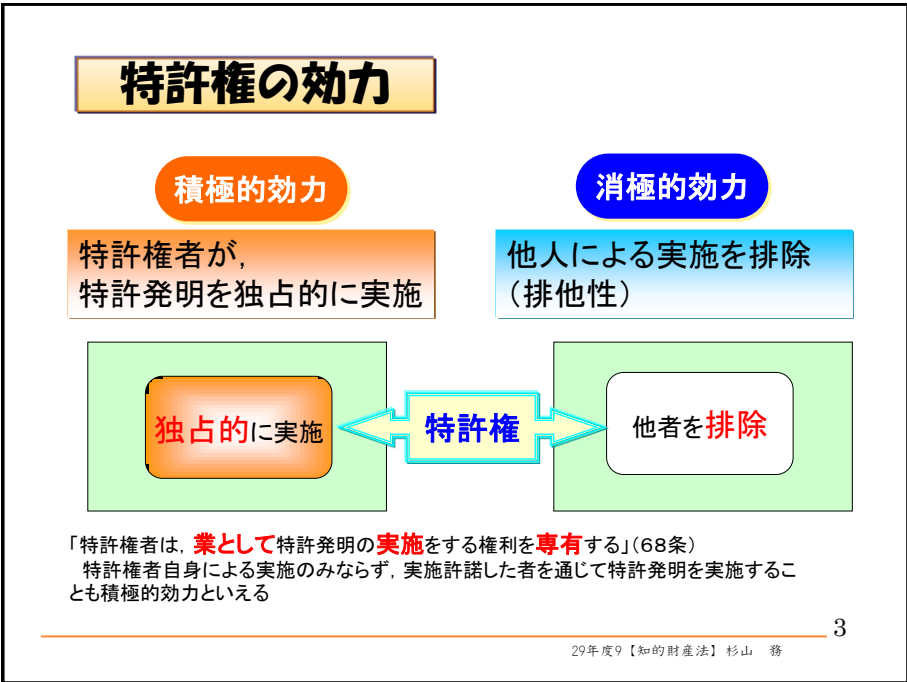 特許権の効力
積極的効力
消極的効力
特許権者が,
特許発明を独占的に実施
他人による実施を排除
（排他性）
独占的に実施
特許権
他者を排除
「特許権者は, 業として特許発明の実施をする権利を専有する」（６８条）
　特許権者自身による実施のみならず, 実施許諾した者を通じて特許発明を実施するこ
とも積極的効力といえる
3
29年度9【知的財産法】杉山　務